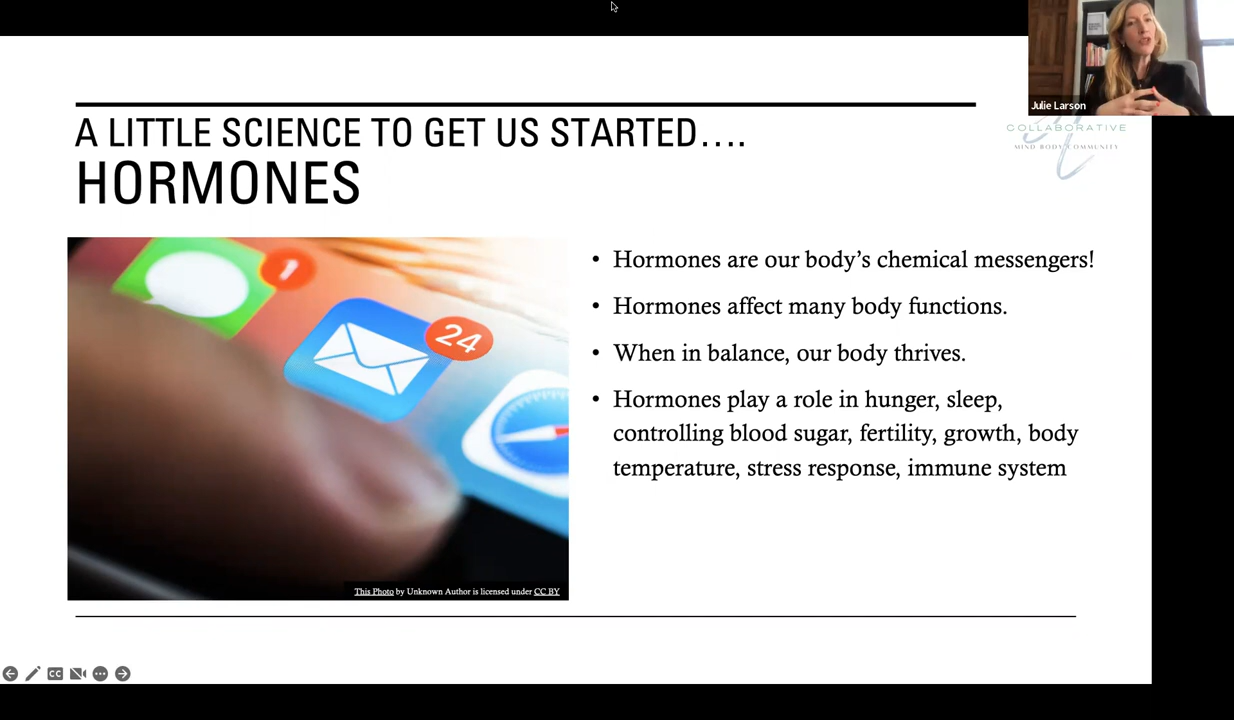 Julie Larson
COLLABORATIVE
MIND BODY COMMUNITY
A LITTLE SCIENCE TO GET US STARTED….
HORMONES
1
24
• Hormones are our body’s chemical messengers!
• Hormones affect many body functions.
• When in balance, our body thrives.
• Hormones play a role in hunger, sleep,
controlling blood sugar, fertility, growth, body
temperature, stress response, immune system
This Photo by Unknown Author is licensed under CC BY
CC